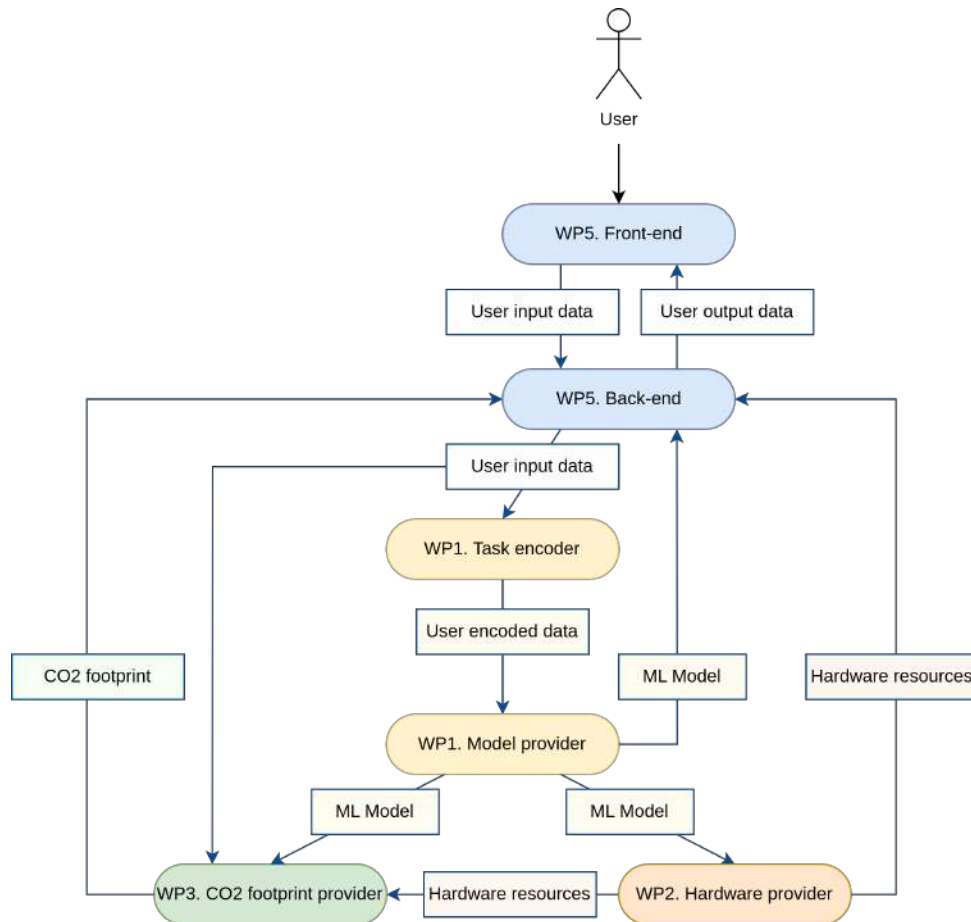 User
WP5. Front-end
User input data
User output data
WP5. Back-end
User input data
WP1. Task encoder
User encoded data
CO2 footprint
ML Model
Hardware resources
WP1. Model provider
ML Model
ML Model
WP3. CO2 footprint provider
Hardware resources
WP2. Hardware provider